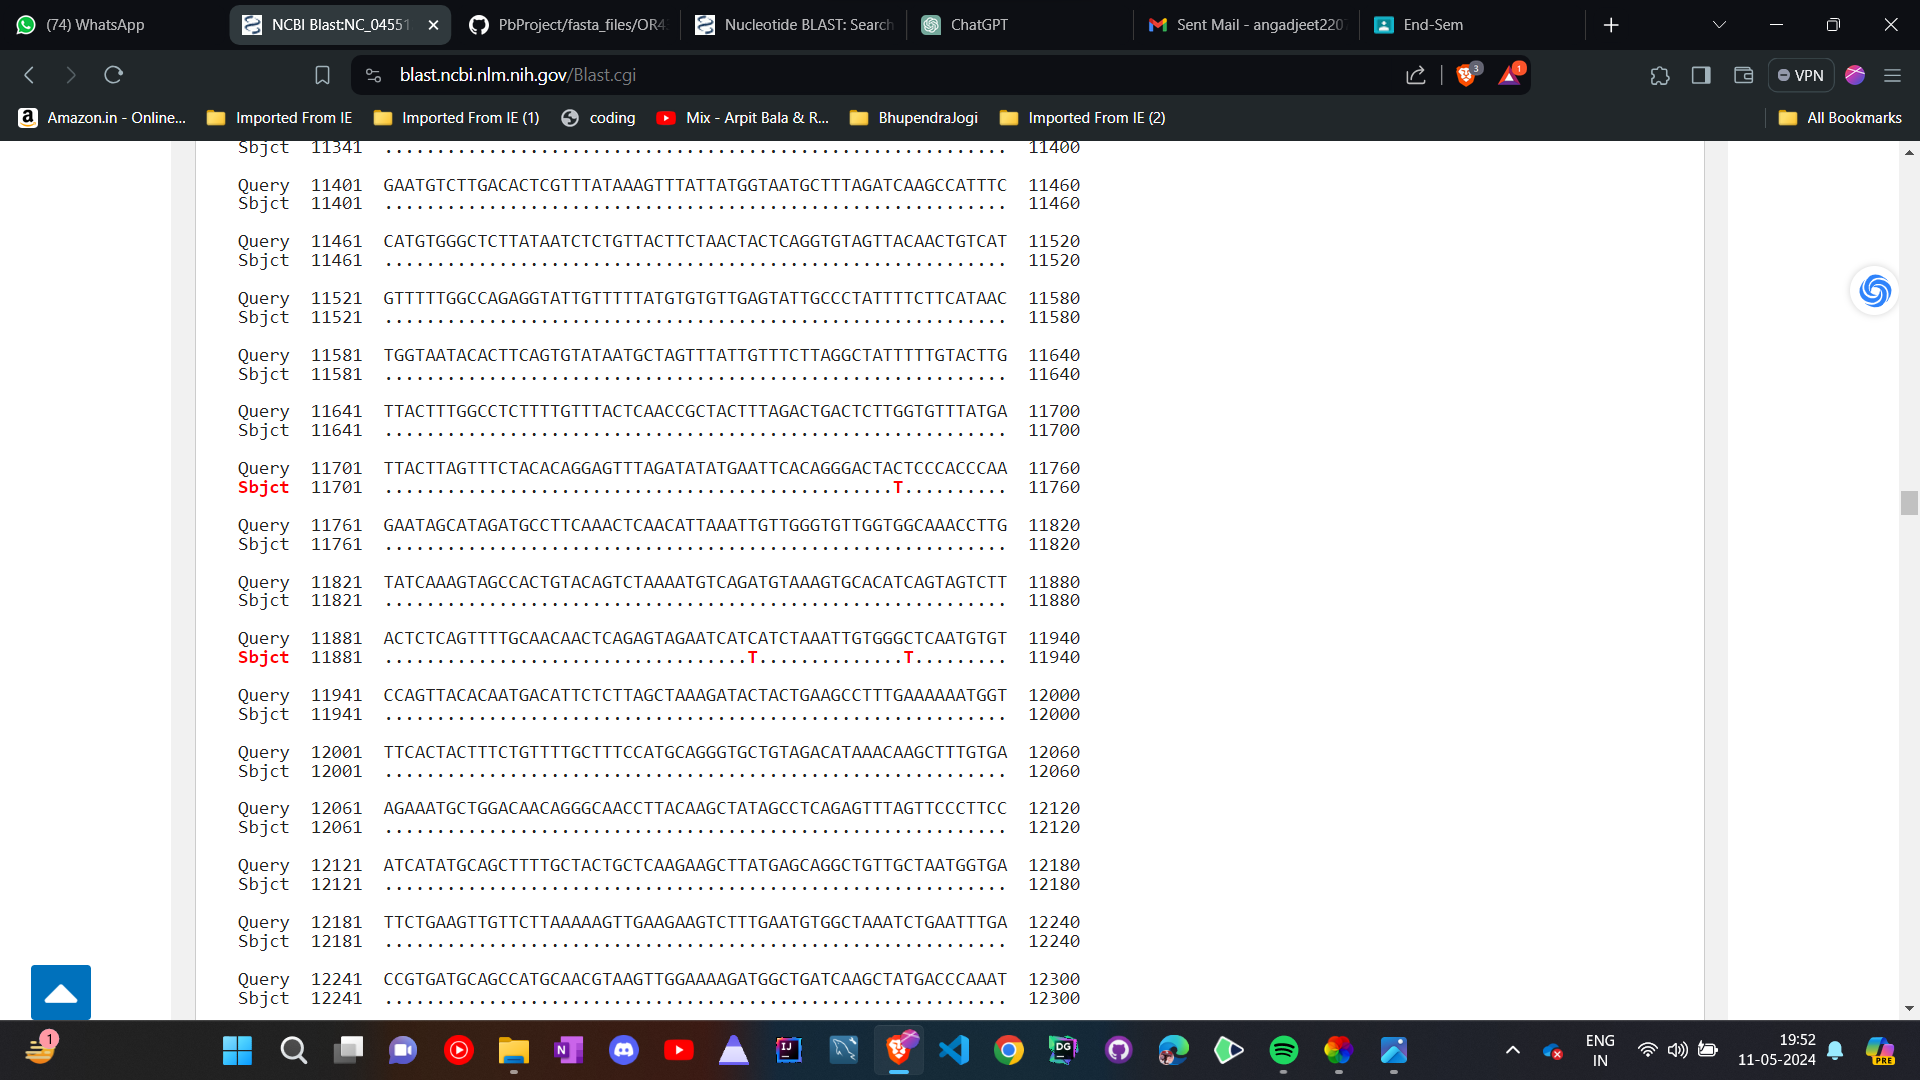 (74) WhatsApp
NCBI Blast:NC_04551
PbProject/fasta_files/OR4
Nucleotide BLAST: Search
ChatGPT
Sent Mail - angadjeet220
End-Sem
blast.ncbi.nlm.nih.gov/Blast.cgi
3
1
VPN
Amazon.in - Online...
Imported From IE
Imported From IE (1)
coding
Mix - Arpit Bala & R...
BhupendraJogi
Imported From IE (2)
All Bookmarks
Sbjct 11341 ............................................................ 11400
Query 11401 GAATGTCTTGACACTCGTTTATAAAGTTTATTATGGTAATGCTTTAGATCAAGCCATTTC 11460
Sbjct 11401 ............................................................ 11460
Query 11461 CATGTGGGCTCTTATAATCTCTGTTACTTCTAACTACTCAGGTGTAGTTACAACTGTCAT 11520
Sbjct 11461 ............................................................ 11520
Query 11521 GTTTTTGGCCAGAGGTATTGTTTTTATGTGTGTTGAGTATTGCCCTATTTTCTTCATAAC 11580
Sbjct 11521 ............................................................ 11580
Query 11581 TGGTAATACACTTCAGTGTATAATGCTAGTTTATTGTTTCTTAGGCTATTTTTGTACTTG 11640
Sbjct 11581 ............................................................ 11640
Query 11641 TTACTTTGGCCTCTTTTGTTTACTCAACCGCTACTTTAGACTGACTCTTGGTGTTTATGA 11700
Sbjct 11641 ............................................................ 11700
Query 11701 TTACTTAGTTTCTACACAGGAGTTTAGATATATGAATTCACAGGGACTACTCCCACCCAA 11760
Sbjct 11701 .................................................T.......... 11760
Query 11761 GAATAGCATAGATGCCTTCAAACTCAACATTAAATTGTTGGGTGTTGGTGGCAAACCTTG 11820
Sbjct 11761 ............................................................ 11820
Query 11821 TATCAAAGTAGCCACTGTACAGTCTAAAATGTCAGATGTAAAGTGCACATCAGTAGTCTT 11880
Sbjct 11821 ............................................................ 11880
Query 11881 ACTCTCAGTTTTGCAACAACTCAGAGTAGAATCATCATCTAAATTGTGGGCTCAATGTGT 11940
Sbjct 11881 ...................................T..............T......... 11940
Query 11941 CCAGTTACACAATGACATTCTCTTAGCTAAAGATACTACTGAAGCCTTTGAAAAAATGGT 12000
Sbjct 11941 ............................................................ 12000
Query 12001 TTCACTACTTTCTGTTTTGCTTTCCATGCAGGGTGCTGTAGACATAAACAAGCTTTGTGA 12060
Sbjct 12001 ............................................................ 12060
Query 12061 AGAAATGCTGGACAACAGGGCAACCTTACAAGCTATAGCCTCAGAGTTTAGTTCCCTTCC 12120
Sbjct 12061 ............................................................ 12120
Query 12121 ATCATATGCAGCTTTTGCTACTGCTCAAGAAGCTTATGAGCAGGCTGTTGCTAATGGTGA 12180
Sbjct 12121 ............................................................ 12180
Query 12181 TTCTGAAGTTGTTCTTAAAAAGTTGAAGAAGTCTTTGAATGTGGCTAAATCTGAATTTGA 12240
Sbjct 12181 ............................................................ 12240
Query 12241 CCGTGATGCAGCCATGCAACGTAAGTTGGAAAAGATGGCTGATCAAGCTATGACCCAAAT 12300
Sbjct 12241 ............................................................ 12300
1
ENG
IN
19:52
11-05-2024
PRE